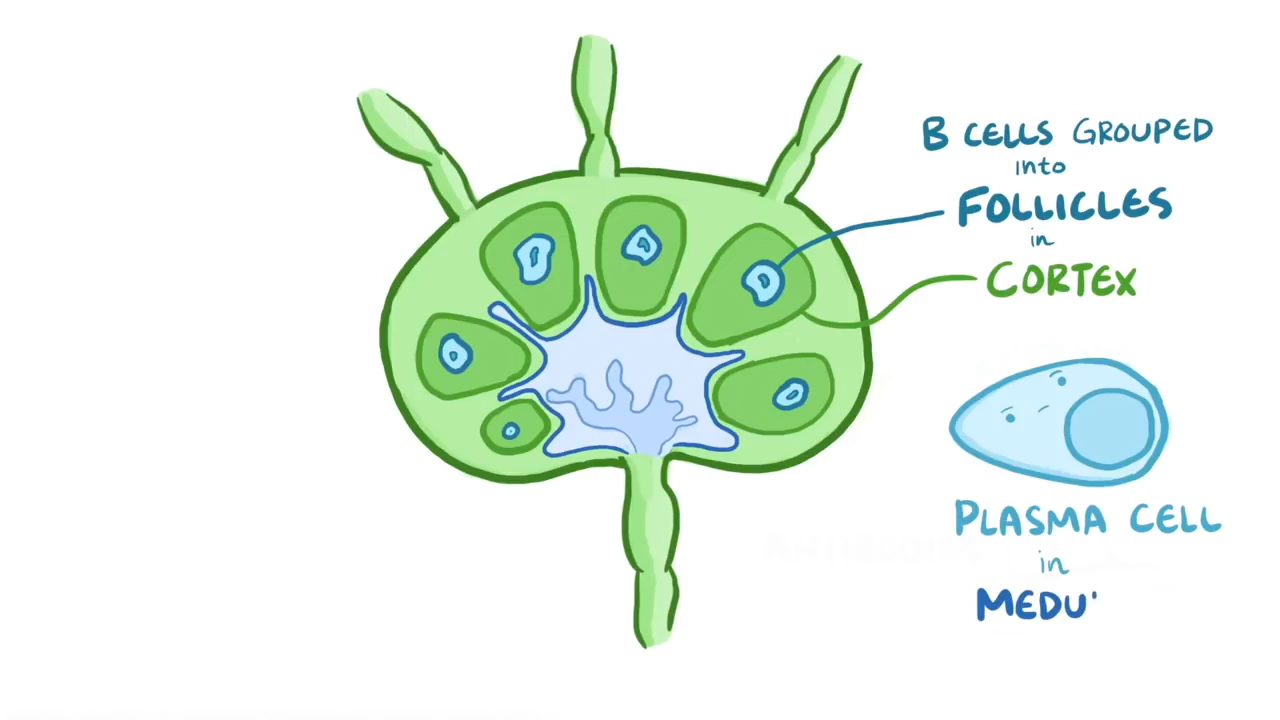 B CELLS GROUPED
into
FOLLICLES
in
CORTEX
PLASMA CELL
in
MEDU'